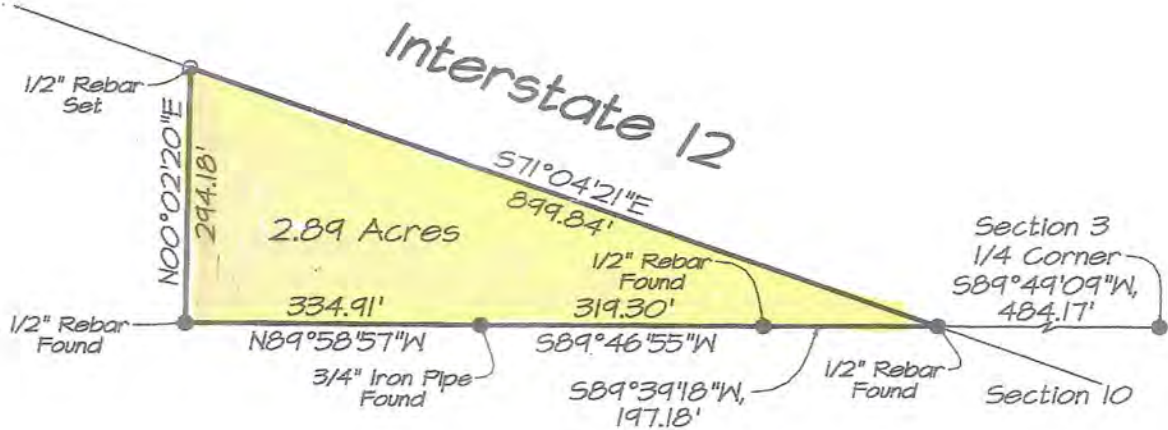 Interstate 12
1/2" Rebar
Set
N00°02'20"E
294.18'
S71°04'21"E
899.84'
2.89 Acres
1/2" Rebar
Found
Section 3
1/4 Corner
S89°49'09"W,
484.17'
1/2" Rebar
Found
334.91'
N89°58'57"W
319.30'
S89°46'55"W
3/4" Iron Pipe
Found
S89°39'18"W,
197.18'
1/2" Rebar
Found
Section 10